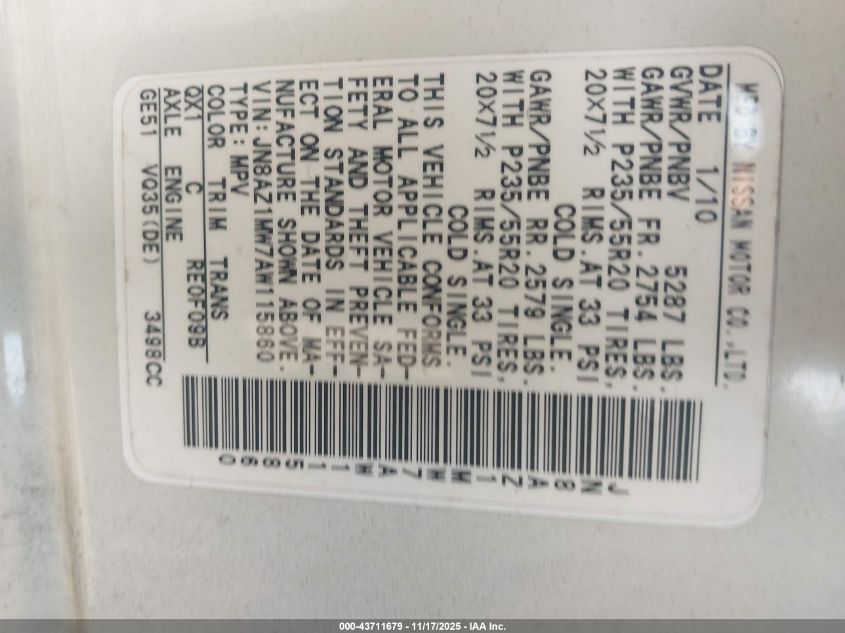 MFD BY NISSAN MOTOR CO.,LTD.
DATE 1/10
GVWR/PNBV 5287 LBS.
GAWR/PNBE FR. 2754 LBS.
WITH P235/55R20 TIRES,
20X7½ RIMS.AT 33 PSI
COLD SINGLE.
GAWR/PNBE RR. 2579 LBS.
WITH P235/55R20 TIRES,
20X7½ RIMS.AT 33 PSI
COLD SINGLE.
THIS VEHICLE CONFORMS
TO ALL APPLICABLE FED-
ERAL MOTOR VEHICLE SA-
FETY AND THEFT PREVEN-
TION STANDARDS IN EFF-
ECT ON THE DATE OF MA-
NUFACTURE SHOWN ABOVE.
VIN:JN8AZ1MW7AW115860
TYPE:MPV
COLOR TRIM TRANS
QX1 C RE0F09B
AXLE ENGINE
GE51 VQ35(DE) 3498CC
JN8AZ1MW7AW115860
000-43711679 - 11/17/2025 - IAA Inc.